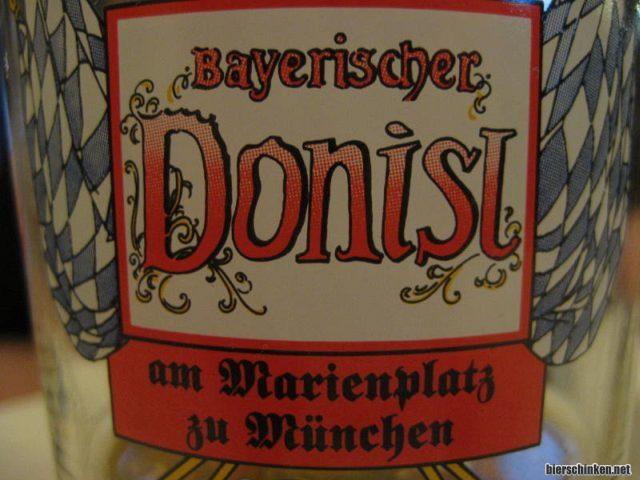 Bayerischer
Donisl
am Marienplatz
zu München
bierschinken.net